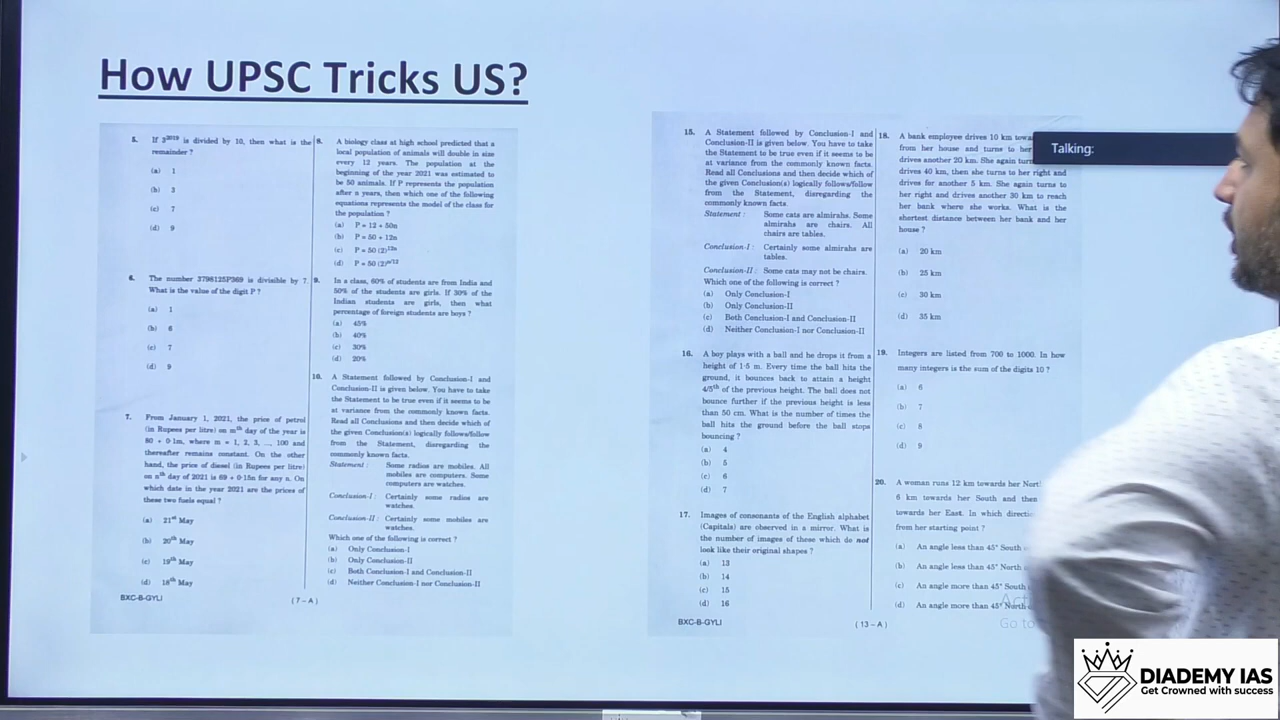 How UPSC Tricks US?
5. If 3^2019 is divided by 10, then what is the
remainder ?
(a) 1
(b) 3
(c) 7
(d) 9
6. The number 3798125P369 is divisible by 7.
What is the value of the digit P ?
(a) 1
(b) 6
(c) 7
(d) 9
7. From January 1, 2021, the price of petrol
(in Rupees per litre) on m^th day of the year is
80 + 0·1m, where m = 1, 2, 3, ..., 100 and
thereafter remains constant. On the other
hand, the price of diesel (in Rupees per litre)
on n^th day of 2021 is 69 + 0·15n for any n. On
which date in the year 2021 are the prices of
these two fuels equal ?
(a) 21^st May
(b) 20^th May
(c) 19^th May
(d) 18^th May
BXC-B-GYLI
(7 – A)
8. A biology class at high school predicted that a
local population of animals will double in size
every 12 years. The population at the
beginning of the year 2021 was estimated to
be 50 animals. If P represents the population
after n years, then which one of the following
equations represents the model of the class for
the population ?
(a) P = 12 + 50n
(b) P = 50 + 12n
(c) P = 50 (2)^12n
(d) P = 50 (2)^n/12
9. In a class, 60% of students are from India and
50% of the students are girls. If 30% of the
Indian students are girls, then what
percentage of foreign students are boys ?
(a) 45%
(b) 40%
(c) 30%
(d) 20%
10. A Statement followed by Conclusion-I and
Conclusion-II is given below. You have to take
the Statement to be true even if it seems to be
at variance from the commonly known facts.
Read all Conclusions and then decide which of
the given Conclusion(s) logically follows/follow
from the Statement, disregarding the
commonly known facts.
Statement : Some radios are mobiles. All
mobiles are computers. Some
computers are watches.
Conclusion-I : Certainly some radios are
watches.
Conclusion-II : Certainly some mobiles are
watches.
Which one of the following is correct ?
(a) Only Conclusion-I
(b) Only Conclusion-II
(c) Both Conclusion-I and Conclusion-II
(d) Neither Conclusion-I nor Conclusion-II
15. A Statement followed by Conclusion-I and
Conclusion-II is given below. You have to take
the Statement to be true even if it seems to be
at variance from the commonly known facts.
Read all Conclusions and then decide which of
the given Conclusion(s) logically follows/follow
from the Statement, disregarding the
commonly known facts.
Statement : Some cats are almirahs. Some
almirahs are chairs. All
chairs are tables.
Conclusion-I : Certainly some almirahs are
tables.
Conclusion-II : Some cats may not be chairs.
Which one of the following is correct ?
(a) Only Conclusion-I
(b) Only Conclusion-II
(c) Both Conclusion-I and Conclusion-II
(d) Neither Conclusion-I nor Conclusion-II
16. A boy plays with a ball and he drops it from a
height of 1·5 m. Every time the ball hits the
ground, it bounces back to attain a height
4/5^th of the previous height. The ball does not
bounce further if the previous height is less
than 50 cm. What is the number of times the
ball hits the ground before the ball stops
bouncing ?
(a) 4
(b) 5
(c) 6
(d) 7
17. Images of consonants of the English alphabet
(Capitals) are observed in a mirror. What is
the number of images of these which do not
look like their original shapes ?
(a) 13
(b) 14
(c) 15
(d) 16
BXC-B-GYLI
(13 – A)
18. A bank employee drives 10 km
from her house and turns to her
drives another 20 km. She again
drives 40 km, then she turns to her right and
drives for another 5 km. She again turns to
her right and drives another 30 km to reach
her bank where she works. What is the
shortest distance between her bank and her
house ?
(a) 20 km
(b) 25 km
(c) 30 km
(d) 35 km
19. Integers are listed from 700 to 1000. In how
many integers is the sum of the digits 10 ?
(a) 6
(b) 7
(c) 8
(d) 9
20. A woman runs 12 km towards her
6 km towards her South and then
towards her East. In which
from her starting point ?
(a) An angle less than 45° South
(b) An angle less than 45° North
(c) An angle more than 45° South
(d) An angle more than 45° North
Go to
Talking:
DIADEMY IAS
Get Crowned with success